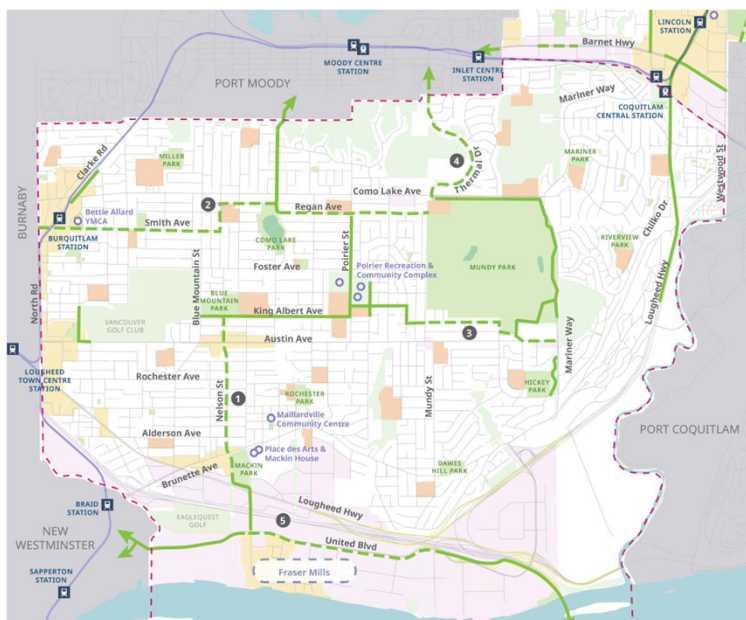 LINCOLN
STATION
Barnet Hwy
MOODY CENTRE
STATION
INLET CENTRE
STATION
PORT MOODY
COQUITLAM
CENTRAL STATION
Mariner Way
Westwood St
Clarke Rd
MILLER
PARK
MARINER
PARK
4
Thermal Dr
Como Lake Ave
2
Regan Ave
BURNABY
Bettie Allard
YMCA
Smith Ave
BURQUITLAM
STATION
COMO LAKE
PARK
Poirier St
Chilko Dr
RIVERVIEW
PARK
Foster Ave
Poirier Recreation &
Community Complex
MUNDY PARK
North Rd
Blue Mountain St
BLUE
MOUNTAIN
PARK
King Albert Ave
Lougheed Hwy
VANCOUVER
GOLF CLUB
Austin Ave
3
Mariner Way
LOUGHEED
TOWN CENTRE
STATION
Rochester Ave
Nelson St
1
ROCHESTER
PARK
Mundy St
HICKEY
PARK
Maillardville
Community Centre
PORT COQUITLAM
Alderson Ave
Place des Arts &
Mackin House
Brunette Ave
MACKIN
PARK
DAWES
HILL PARK
BRAID
STATION
Lougheed Hwy
EAGLEQUEST
GOLF
5
NEW
WESTMINSTER
United Blvd
SAPPERTON
STATION
Fraser Mills